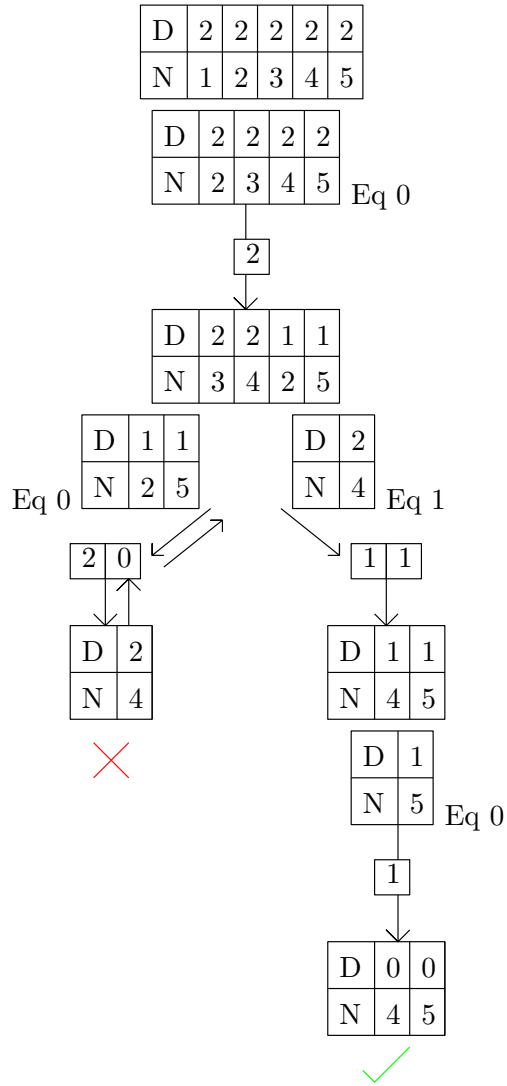 D 2 2 2 2 2
N 1 2 3 4 5
D 2 2 2 2
N 2 3 4 5
Eq 0
2
D 2 2 1 1
N 3 4 2 5
D 1 1
N 2 5
Eq 0
D 2
N 4
Eq 1
2 0
1 1
D 2
N 4
D 1 1
N 4 5
D 1
N 5
Eq 0
1
D 0 0
N 4 5